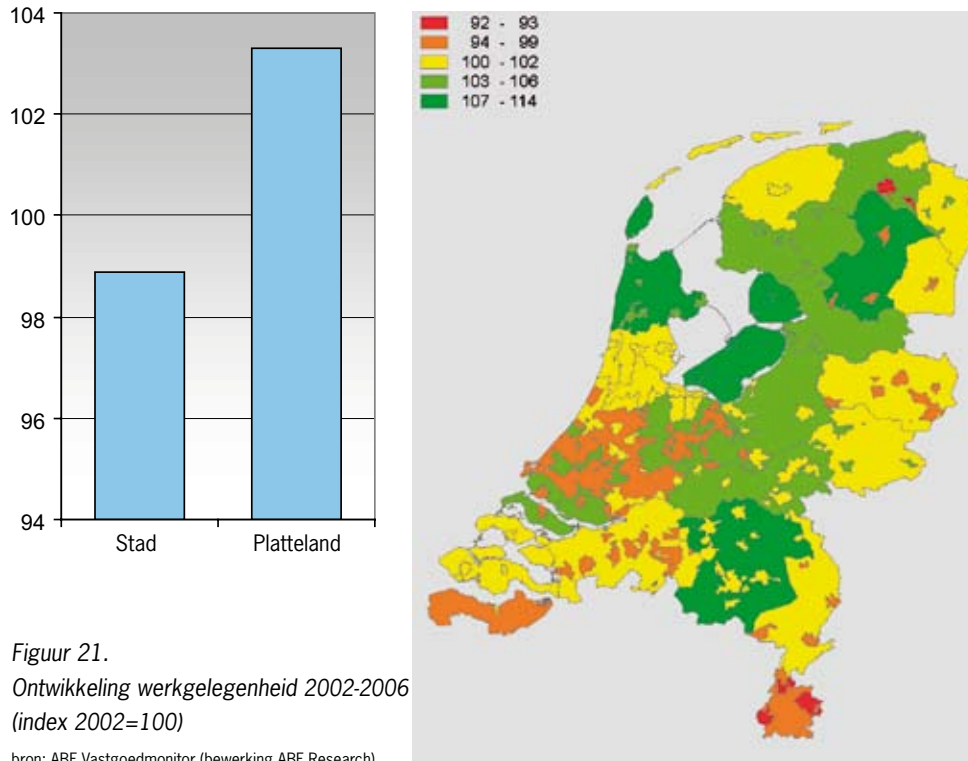 104
102
100
98
96
94
Stad Platteland
92 - 93
94 - 99
100 - 102
103 - 106
107 - 114
Figuur 21.
Ontwikkeling werkgelegenheid 2002-2006
(index 2002=100)
bron: ABF Vastgoedmonitor (bewerking ABF Research)